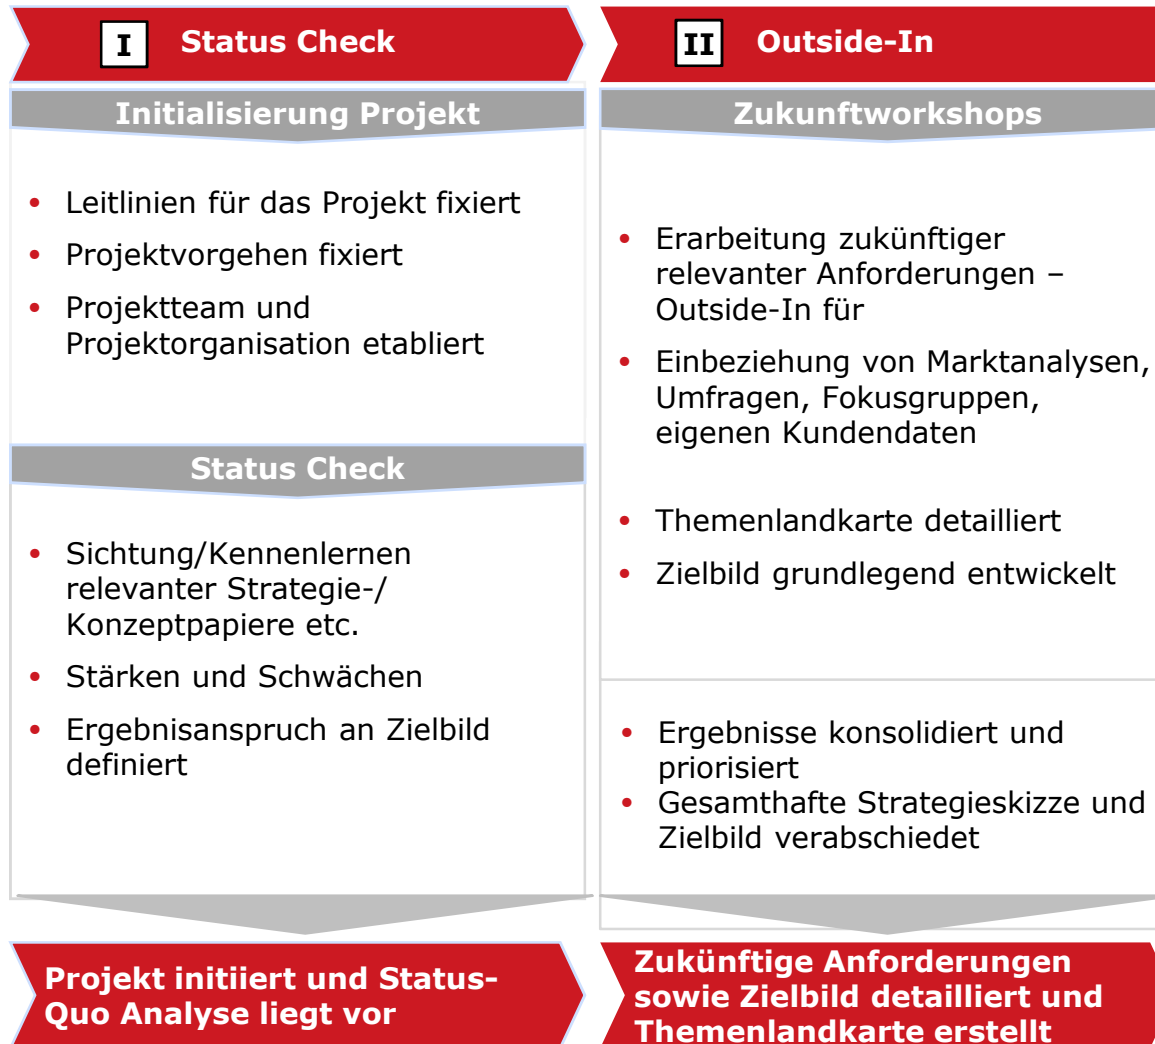 I Status Check
Initialisierung Projekt
• Leitlinien für das Projekt fixiert
• Projektvorgehen fixiert
• Projektteam und
Projektorganisation etabliert
Status Check
• Sichtung/Kennenlernen
relevanter Strategie-/
Konzeptpapiere etc.
• Stärken und Schwächen
• Ergebnisanspruch an Zielbild
definiert
Projekt initiiert und Status-
Quo Analyse liegt vor
II Outside-In
Zukunftworkshops
• Erarbeitung zukünftiger
relevanter Anforderungen –
Outside-In für
• Einbeziehung von Marktanalysen,
Umfragen, Fokusgruppen,
eigenen Kundendaten
• Themenlandkarte detailliert
• Zielbild grundlegend entwickelt
• Ergebnisse konsolidiert und
priorisiert
• Gesamthafte Strategieskizze und
Zielbild verabschiedet
Zukünftige Anforderungen
sowie Zielbild detailliert und
Themenlandkarte erstellt